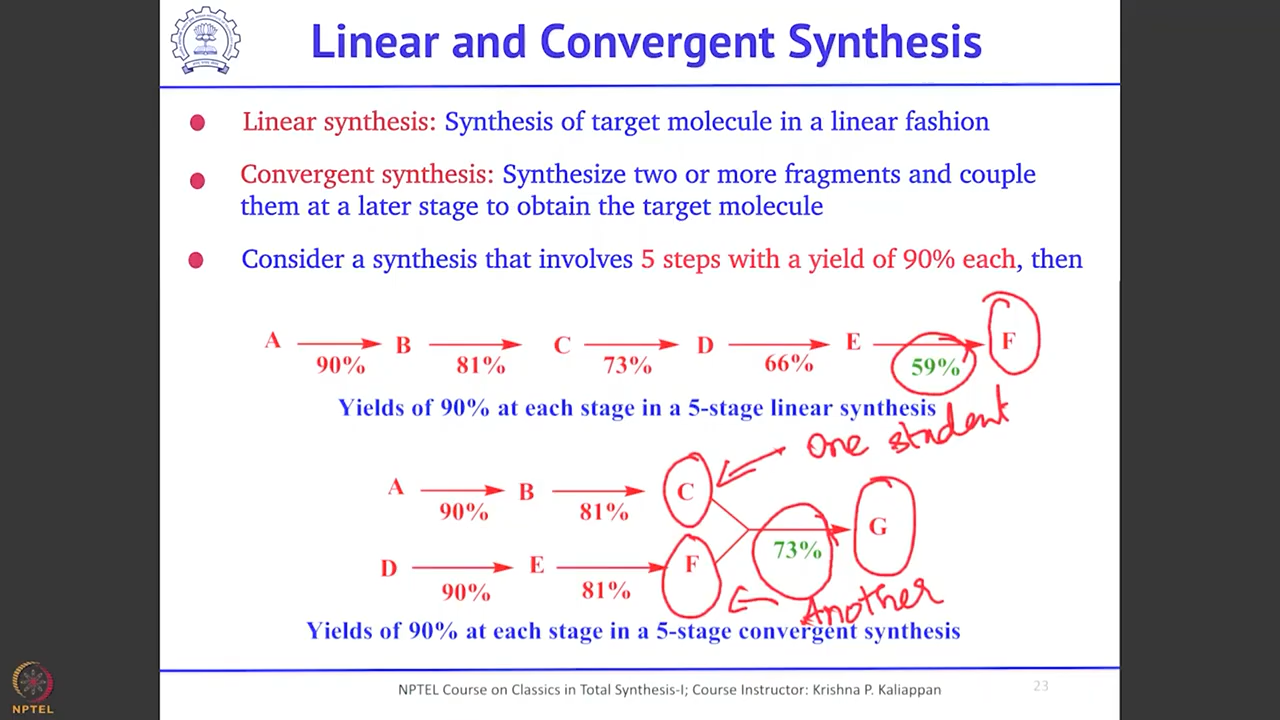 Linear and Convergent Synthesis
Linear synthesis: Synthesis of target molecule in a linear fashion
Convergent synthesis: Synthesize two or more fragments and couple
them at a later stage to obtain the target molecule
Consider a synthesis that involves 5 steps with a yield of 90% each, then
A B C D E F
90% 81% 73% 66% 59%
Yields of 90% at each stage in a 5-stage linear synthesis
One student
A B C
90% 81%
G
73%
D E F
90% 81%
Another
Yields of 90% at each stage in a 5-stage convergent synthesis
NPTEL Course on Classics in Total Synthesis-I; Course Instructor: Krishna P. Kaliappan
23
NPTEL